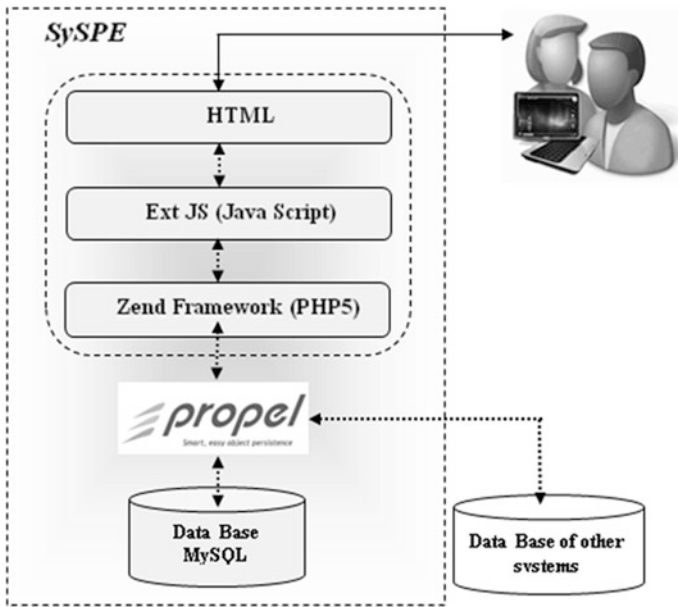 SySPE
HTML
Ext JS (Java Script)
Zend Framework (PHP5)
propel
Smart, easy object persistence
Data Base
MySQL
Data Base of other
systems